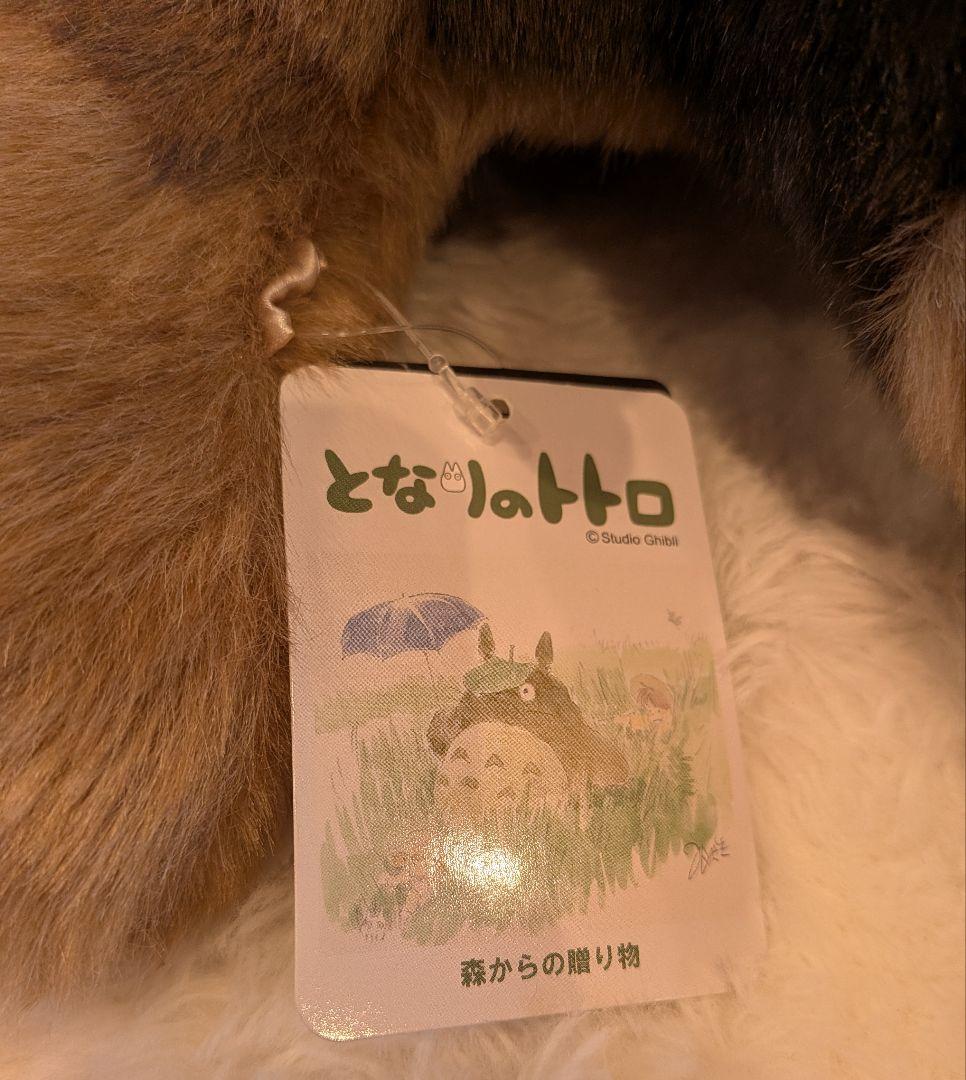 となりのトトロ
©Studio Ghibli
森からの贈り物